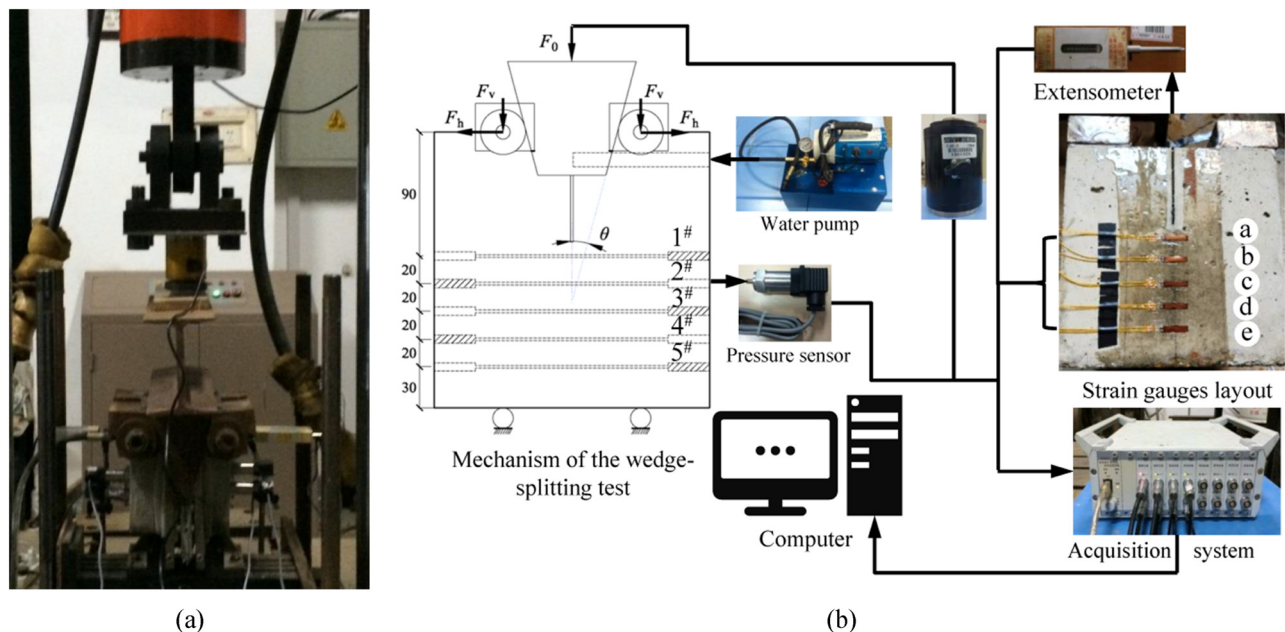 F₀
Fᵥ
Fᵥ
Fₕ
Fₕ
90
θ
1#
20
2#
20
3#
20
4#
20
5#
30
Mechanism of the wedge-
splitting test
Water pump
Pressure sensor
Computer
Extensometer
a
b
c
d
e
Strain gauges layout
Acquisition system
(a)
(b)